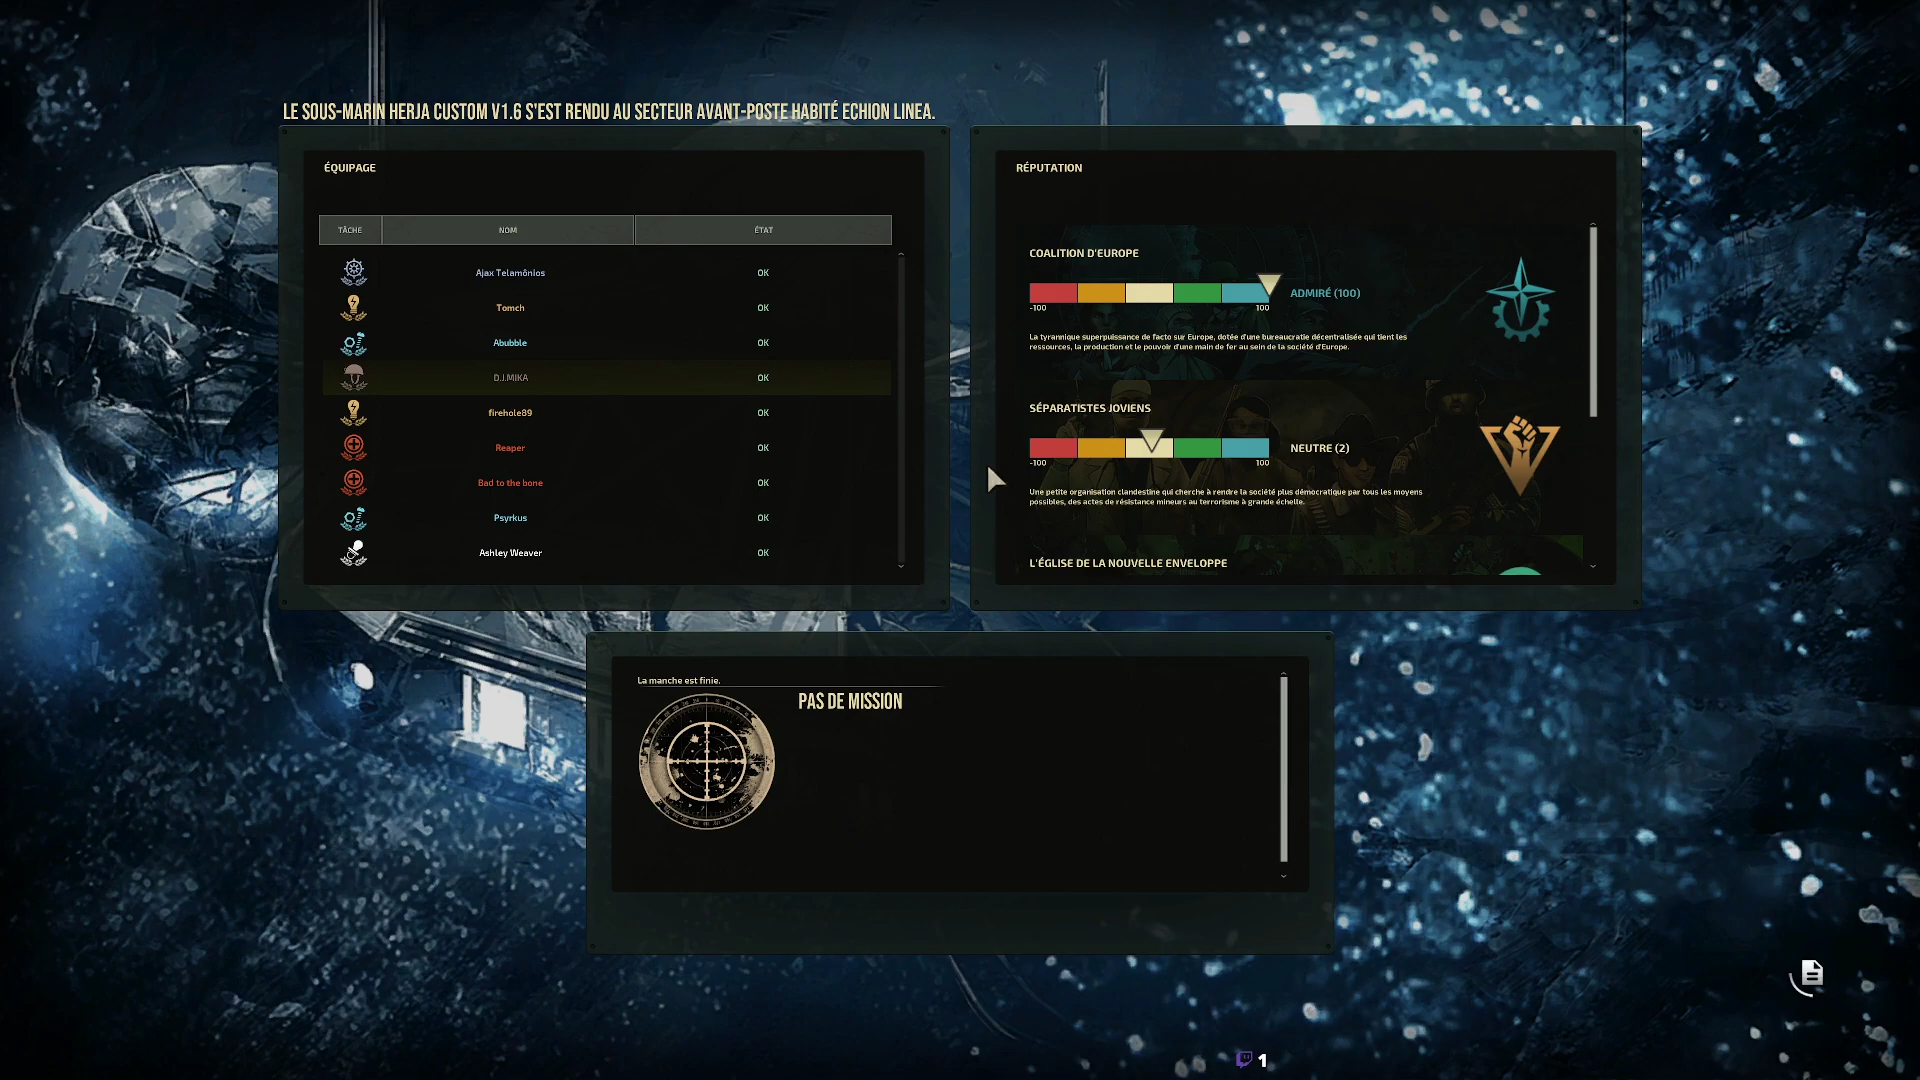 LE SOUS-MARIN HERJA CUSTOM V1.6 S'EST RENDU AU SECTEUR AVANT-POSTE HABITÉ ECHION LINEA.
ÉQUIPAGE
TÂCHE NOM ÉTAT
Ajax Telamônios OK
Tomch OK
Abubble OK
D.J.MIKA OK
firehole89 OK
Reaper OK
Bad to the bone OK
Psyrkus OK
Ashley Weaver OK
RÉPUTATION
COALITION D'EUROPE
ADMIRÉ (100)
-100 100
La tyrannique superpuissance de facto sur Europe, dotée d'une bureaucratie décentralisée qui tient les
ressources, la production et le pouvoir d'une main de fer au sein de la société d'Europe.
SÉPARATISTES JOVIENS
NEUTRE (2)
-100 100
Une petite organisation clandestine qui cherche à rendre la société plus démocratique par tous les moyens
possibles, des actes de résistance mineurs au terrorisme à grande échelle.
L'ÉGLISE DE LA NOUVELLE ENVELOPPE
La manche est finie.
PAS DE MISSION
1